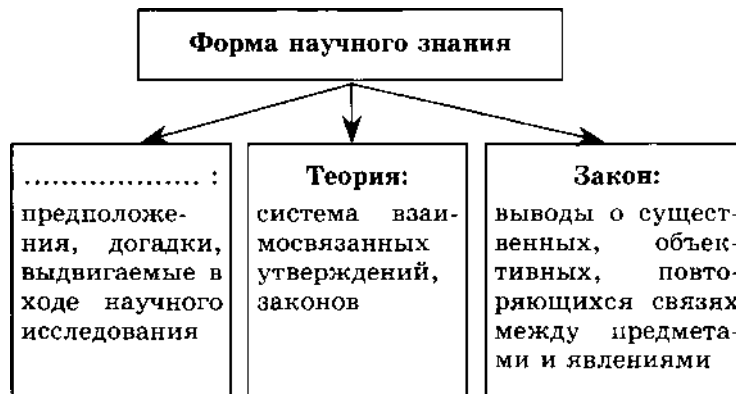 Форма научного знания
.................. :
предположе-
ния, догадки,
выдвигаемые в
ходе научного
исследования
Теория:
система взаи-
мосвязанных
утверждений,
законов
Закон:
выводы о сущест-
венных, объек-
тивных, повто-
ряющихся связях
между предмета-
ми и явлениями